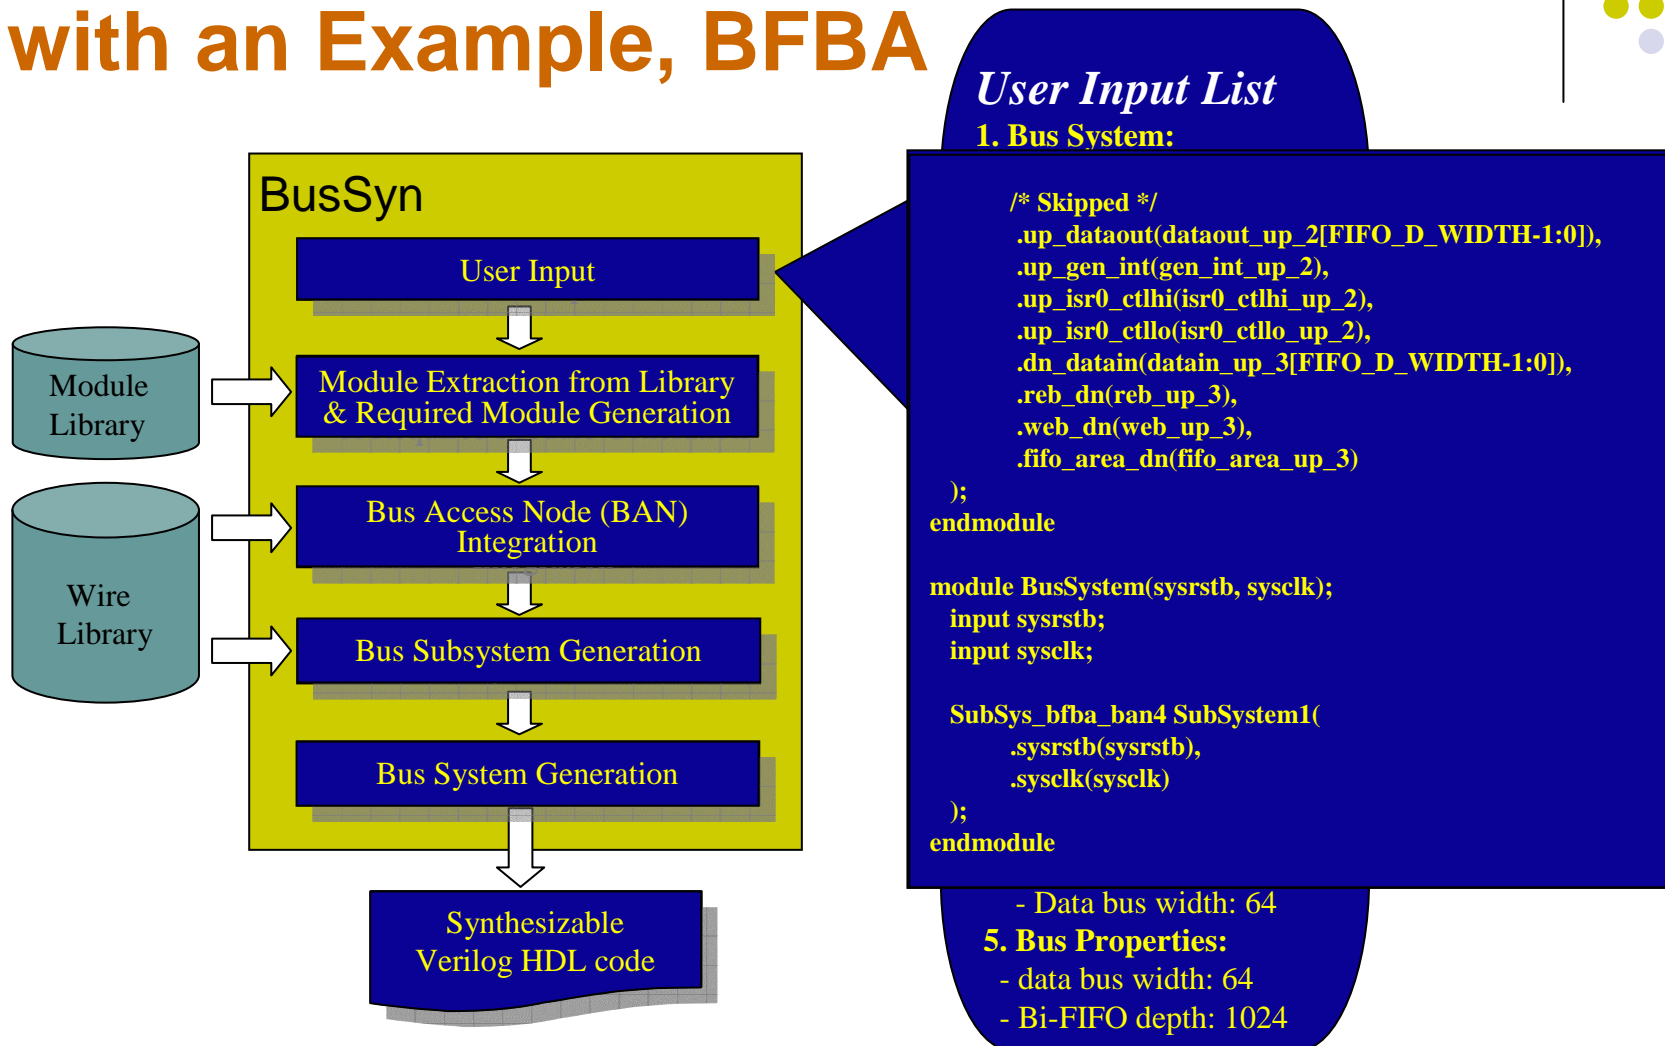 with an Example, BFBA
BusSyn
User Input
Module Extraction from Library
& Required Module Generation
Bus Access Node (BAN)
Integration
Bus Subsystem Generation
Bus System Generation
Synthesizable
Verilog HDL code
Module
Library
Wire
Library
User Input List
1. Bus System:
/* Skipped */
.up_dataout(dataout_up_2[FIFO_D_WIDTH-1:0]),
.up_gen_int(gen_int_up_2),
.up_isr0_ctlhi(isr0_ctlhi_up_2),
.up_isr0_ctllo(isr0_ctllo_up_2),
.dn_datain(datain_up_3[FIFO_D_WIDTH-1:0]),
.reb_dn(reb_up_3),
.web_dn(web_up_3),
.fifo_area_dn(fifo_area_up_3)
);
endmodule
module BusSystem(sysrstb, sysclk);
input sysrstb;
input sysclk;
SubSys_bfba_ban4 SubSystem1(
.sysrstb(sysrstb),
.sysclk(sysclk)
);
endmodule
- Data bus width: 64
5. Bus Properties:
- data bus width: 64
- Bi-FIFO depth: 1024